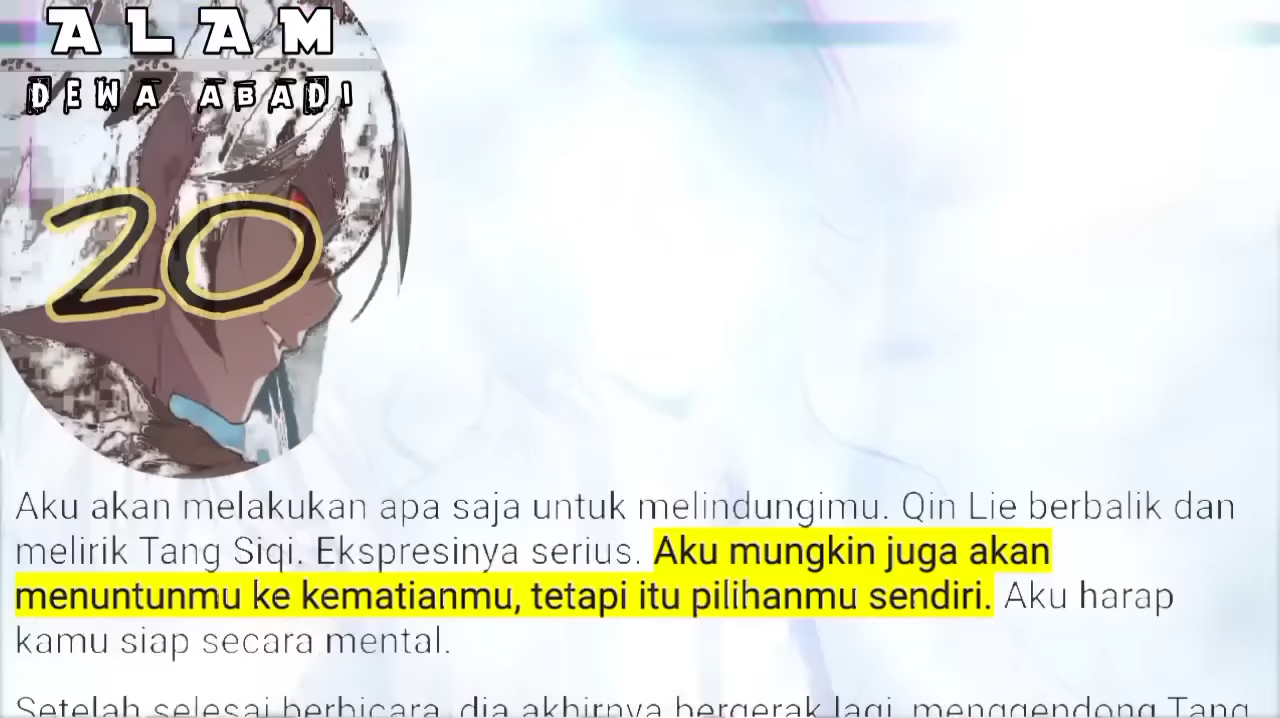 ALAM
DEWA ABADI
20
Aku akan melakukan apa saja untuk melindungimu. Qin Lie berbalik dan
melirik Tang Siqi. Ekspresinya serius. Aku mungkin juga akan
menuntunmu ke kematianmu, tetapi itu pilihanmu sendiri. Aku harap
kamu siap secara mental.
Setelah selesai berbicara, dia akhirnya bergerak lagi, menggendong Tang